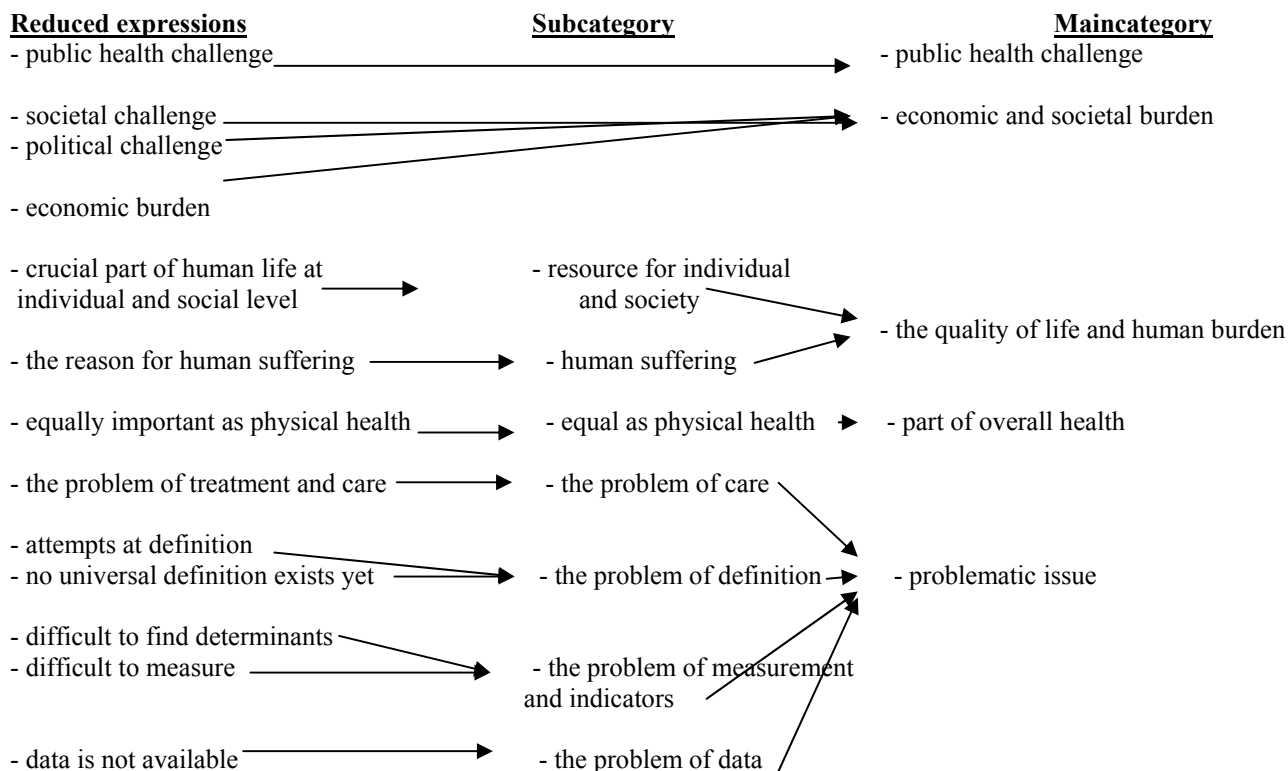 Reduced expressions Subcategory Maincategory
- public health challenge - public health challenge
- societal challenge - economic and societal burden
- political challenge
- economic burden
- crucial part of human life at - resource for individual
individual and social level and society
- the quality of life and human burden
- the reason for human suffering - human suffering
- equally important as physical health - equal as physical health - part of overall health
- the problem of treatment and care - the problem of care
- attempts at definition
- no universal definition exists yet - the problem of definition - problematic issue
- difficult to find determinants
- difficult to measure - the problem of measurement
and indicators
- data is not available - the problem of data